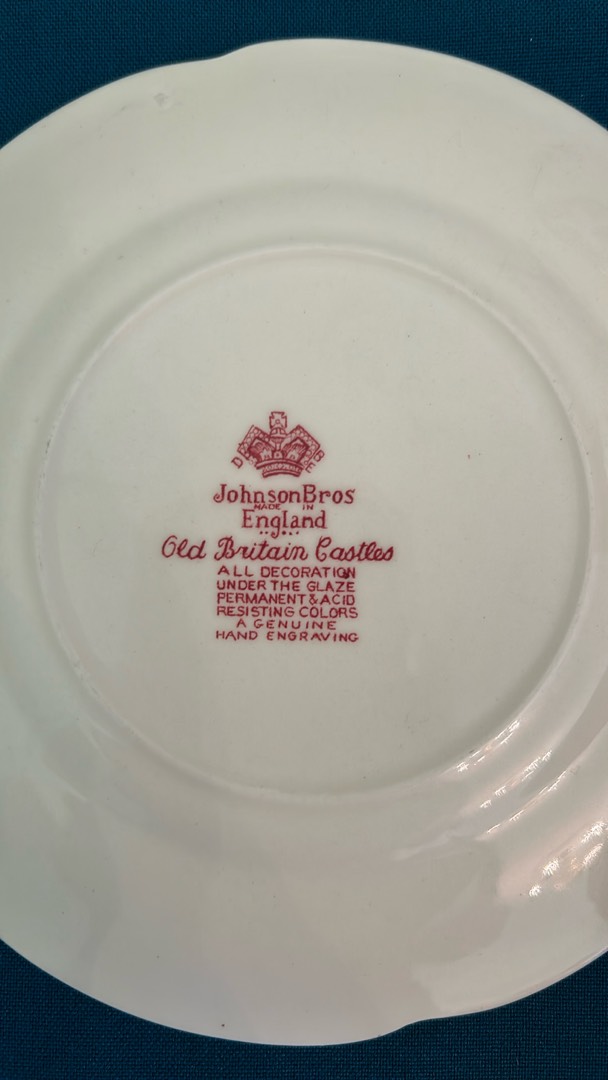 D BE
Johnson Bros
MADE IN
England
Old Britain Castles
ALL DECORATION
UNDER THE GLAZE
PERMANENT & ACID
RESISTING COLORS
A GENUINE
HAND ENGRAVING